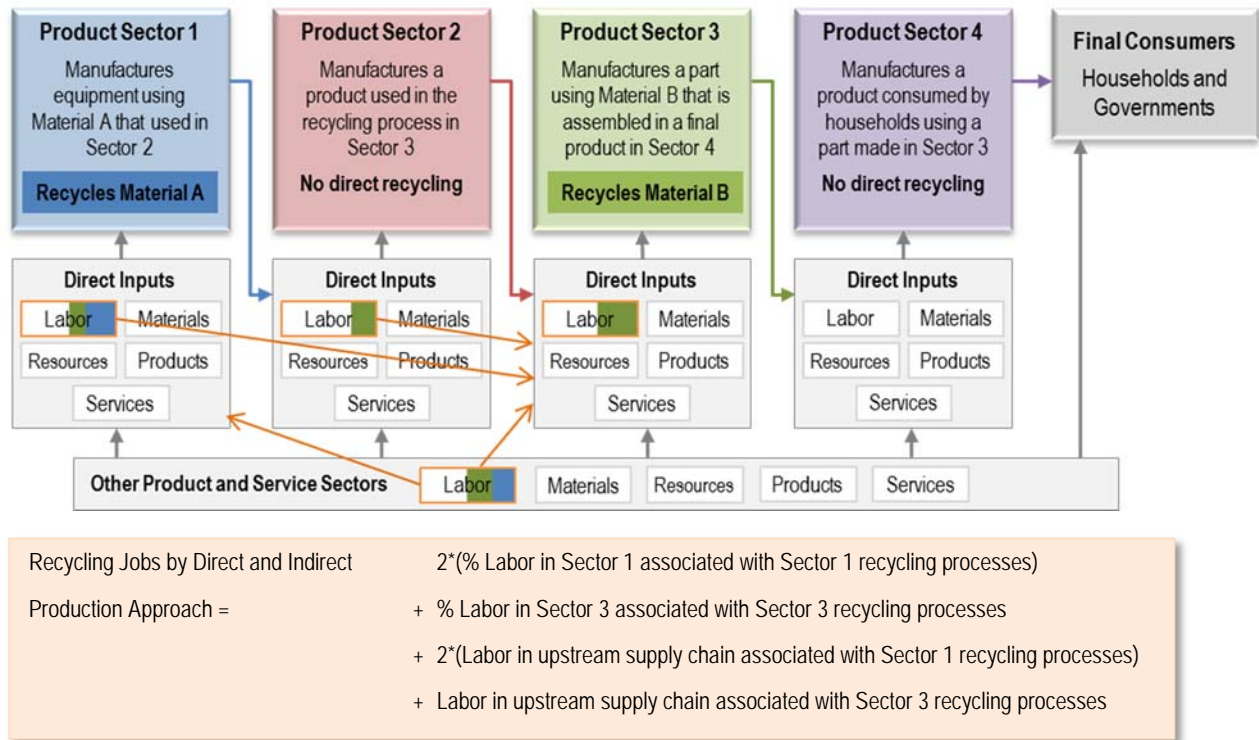 Product Sector 1
Manufactures
equipment using
Material A that used in
Sector 2
Recycles Material A
Product Sector 2
Manufactures a
product used in the
recycling process in
Sector 3
No direct recycling
Product Sector 3
Manufactures a part
using Material B that is
assembled in a final
product in Sector 4
Recycles Material B
Product Sector 4
Manufactures a
product consumed by
households using a
part made in Sector 3
No direct recycling
Final Consumers
Households and
Governments
Direct Inputs
Labor
Materials
Resources
Products
Services
Direct Inputs
Labor
Materials
Resources
Products
Services
Direct Inputs
Labor
Materials
Resources
Products
Services
Direct Inputs
Labor
Materials
Resources
Products
Services
Other Product and Service Sectors
Labor
Materials
Resources
Products
Services
Recycling Jobs by Direct and Indirect 2*(% Labor in Sector 1 associated with Sector 1 recycling processes)
Production Approach = + % Labor in Sector 3 associated with Sector 3 recycling processes
+ 2*(Labor in upstream supply chain associated with Sector 1 recycling processes)
+ Labor in upstream supply chain associated with Sector 3 recycling processes